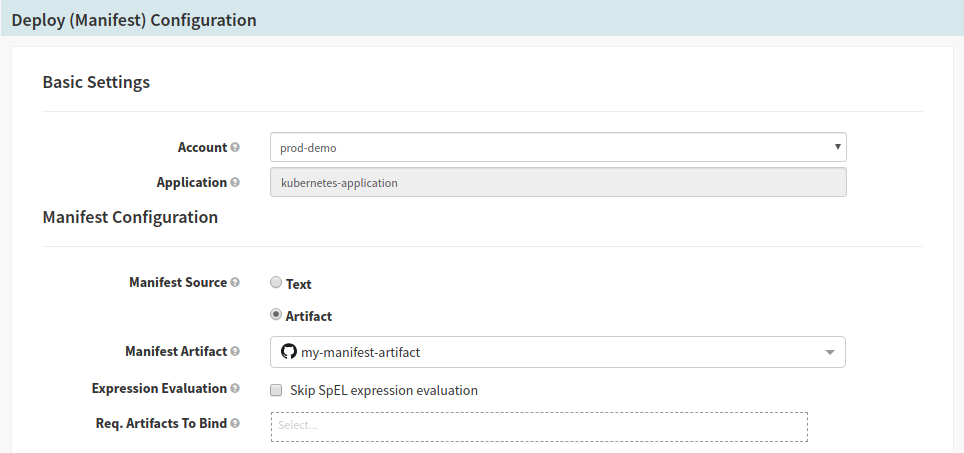 Deploy (Manifest) Configuration
Basic Settings
Account
prod-demo
Application
kubernetes-application
Manifest Configuration
Manifest Source
Text
Artifact
Manifest Artifact
my-manifest-artifact
Expression Evaluation
Skip SpEL expression evaluation
Req. Artifacts To Bind
Select...